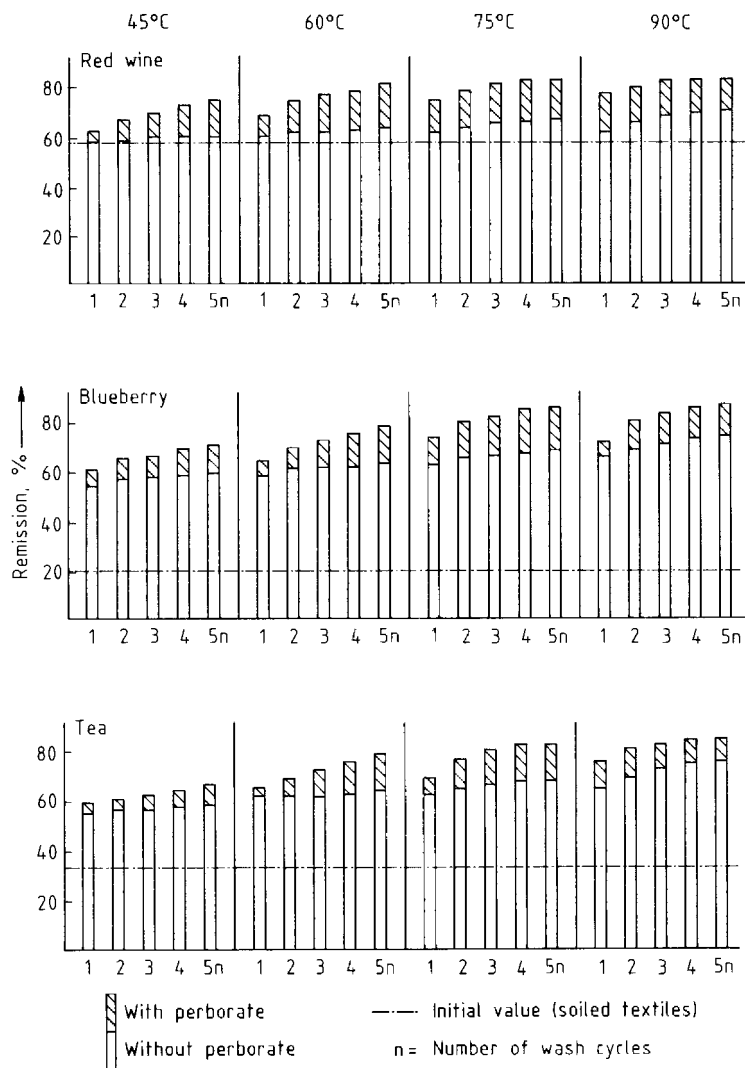 45°C 60°C 75°C 90°C
Red wine
80
60
40
20
1 2 3 4 5n 1 2 3 4 5n 1 2 3 4 5n 1 2 3 4 5n
Remission, %
Blueberry
80
60
40
20
1 2 3 4 5n 1 2 3 4 5n 1 2 3 4 5n 1 2 3 4 5n
Tea
80
60
40
20
1 2 3 4 5n 1 2 3 4 5n 1 2 3 4 5n 1 2 3 4 5n
With perborate Initial value (soiled textiles)
Without perborate n= Number of wash cycles